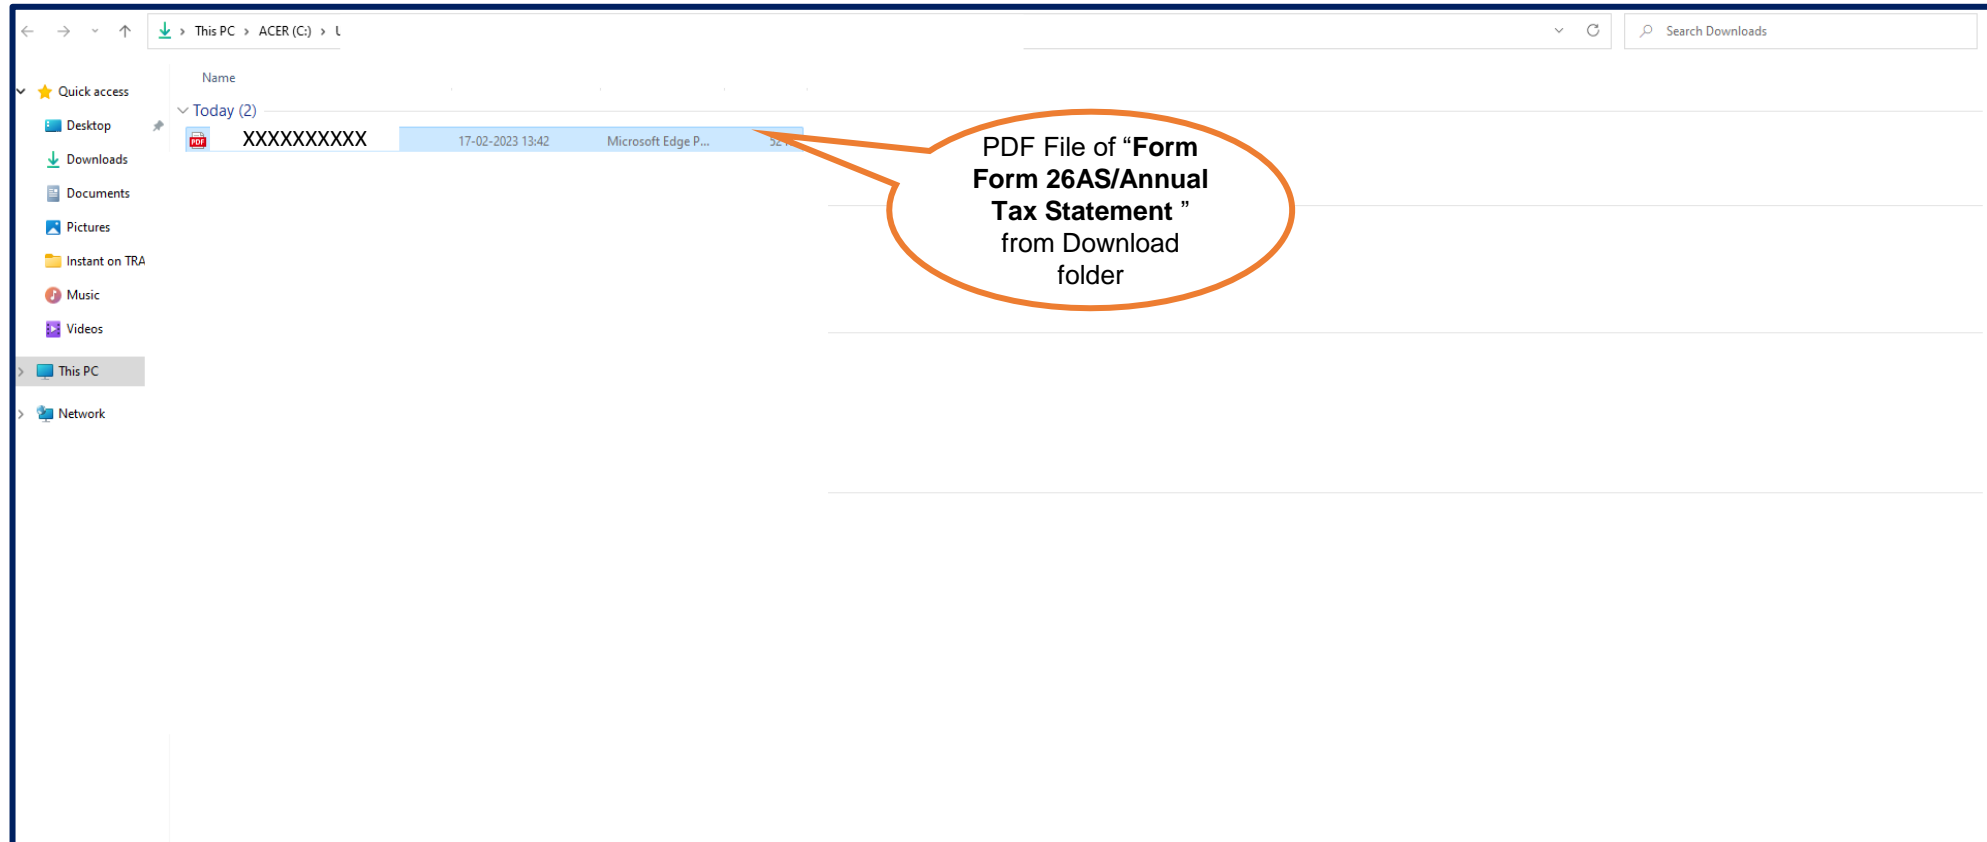 This PC > ACER (C:) >
Search Downloads
Name
Quick access
Today (2)
Desktop
XXXXXXXXXX 17-02-2023 13:42 Microsoft Edge P...
Downloads
Documents
Pictures
Instant on TRA
Music
Videos
This PC
Network
PDF File of “Form
Form 26AS/Annual
Tax Statement ”
from Download
folder